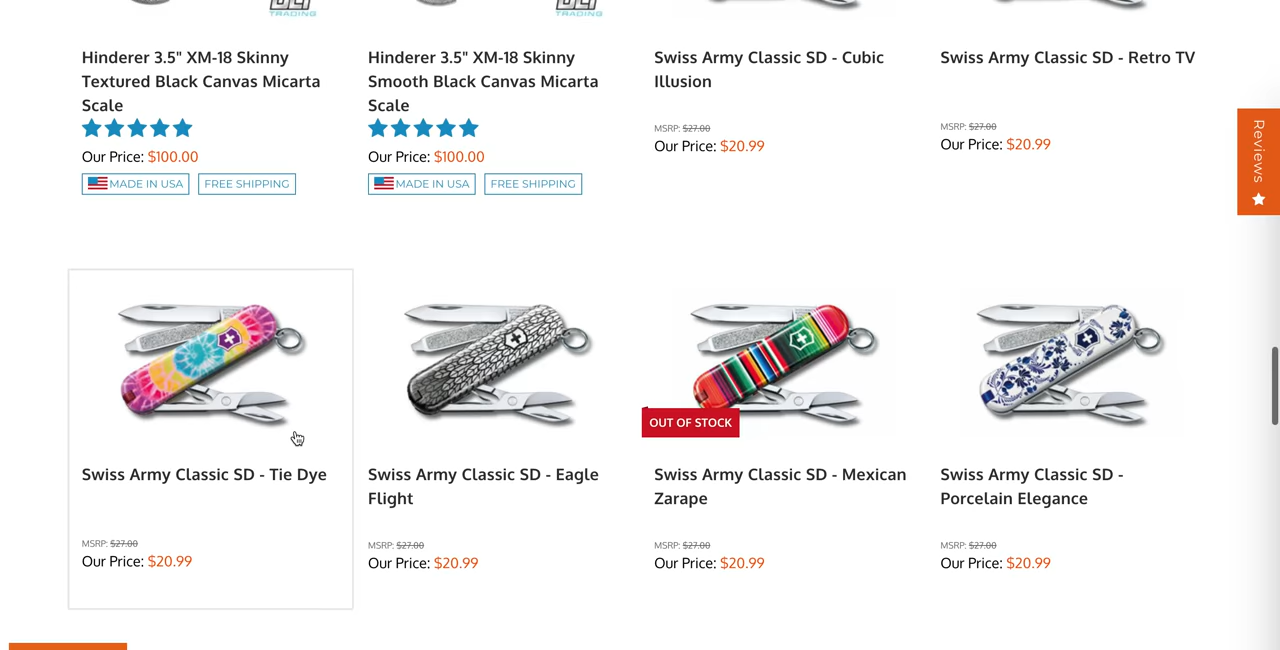 TRADING
TRADING
Hinderer 3.5" XM-18 Skinny
Textured Black Canvas Micarta
Scale
Our Price: $100.00
MADE IN USA FREE SHIPPING
Hinderer 3.5" XM-18 Skinny
Smooth Black Canvas Micarta
Scale
Our Price: $100.00
MADE IN USA FREE SHIPPING
Swiss Army Classic SD - Cubic
Illusion
MSRP: $27.00
Our Price: $20.99
Swiss Army Classic SD - Retro TV
MSRP: $27.00
Our Price: $20.99
Reviews
Swiss Army Classic SD - Tie Dye
MSRP: $27.00
Our Price: $20.99
Swiss Army Classic SD - Eagle
Flight
MSRP: $27.00
Our Price: $20.99
OUT OF STOCK
Swiss Army Classic SD - Mexican
Zarape
MSRP: $27.00
Our Price: $20.99
Swiss Army Classic SD -
Porcelain Elegance
MSRP: $27.00
Our Price: $20.99